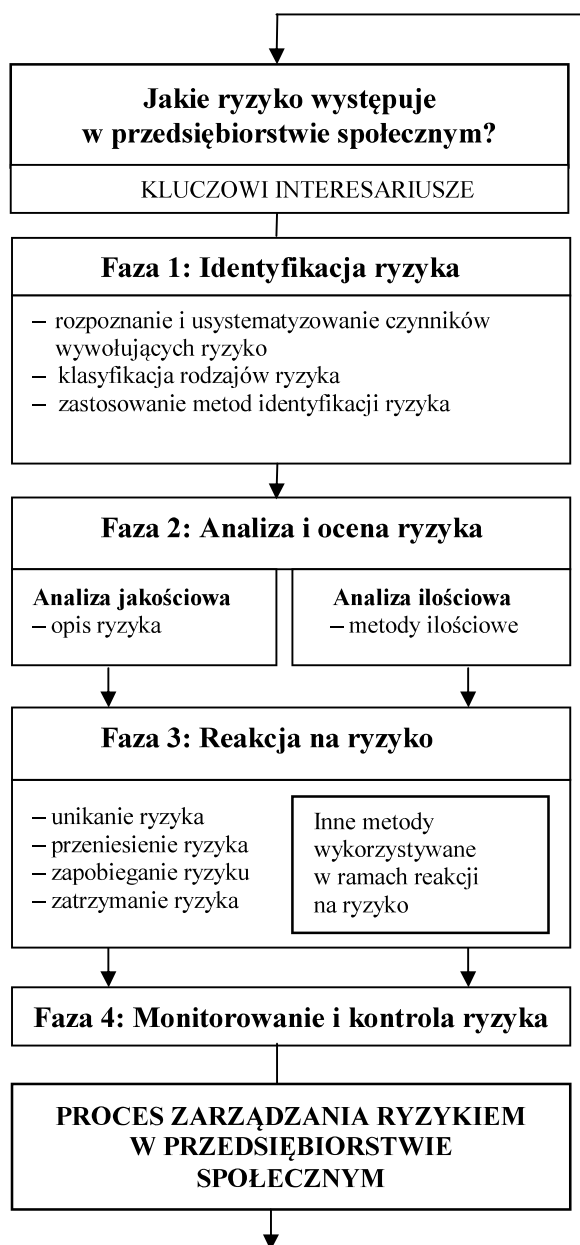 Jakie ryzyko występuje
w przedsiębiorstwie społecznym?
KLUCZOWI INTERESARIUSZE
Faza 1: Identyfikacja ryzyka
– rozpoznanie i usystematyzowanie czynników
wywołujących ryzyko
– klasyfikacja rodzajów ryzyka
– zastosowanie metod identyfikacji ryzyka
Faza 2: Analiza i ocena ryzyka
Analiza jakościowa
– opis ryzyka
Analiza ilościowa
– metody ilościowe
Faza 3: Reakcja na ryzyko
– unikanie ryzyka
– przeniesienie ryzyka
– zapobieganie ryzyku
– zatrzymanie ryzyka
Inne metody
wykorzystywane
w ramach reakcji
na ryzyko
Faza 4: Monitorowanie i kontrola ryzyka
PROCES ZARZĄDZANIA RYZYKIEM
W PRZEDSIĘBIORSTWIE
SPOŁECZNYM